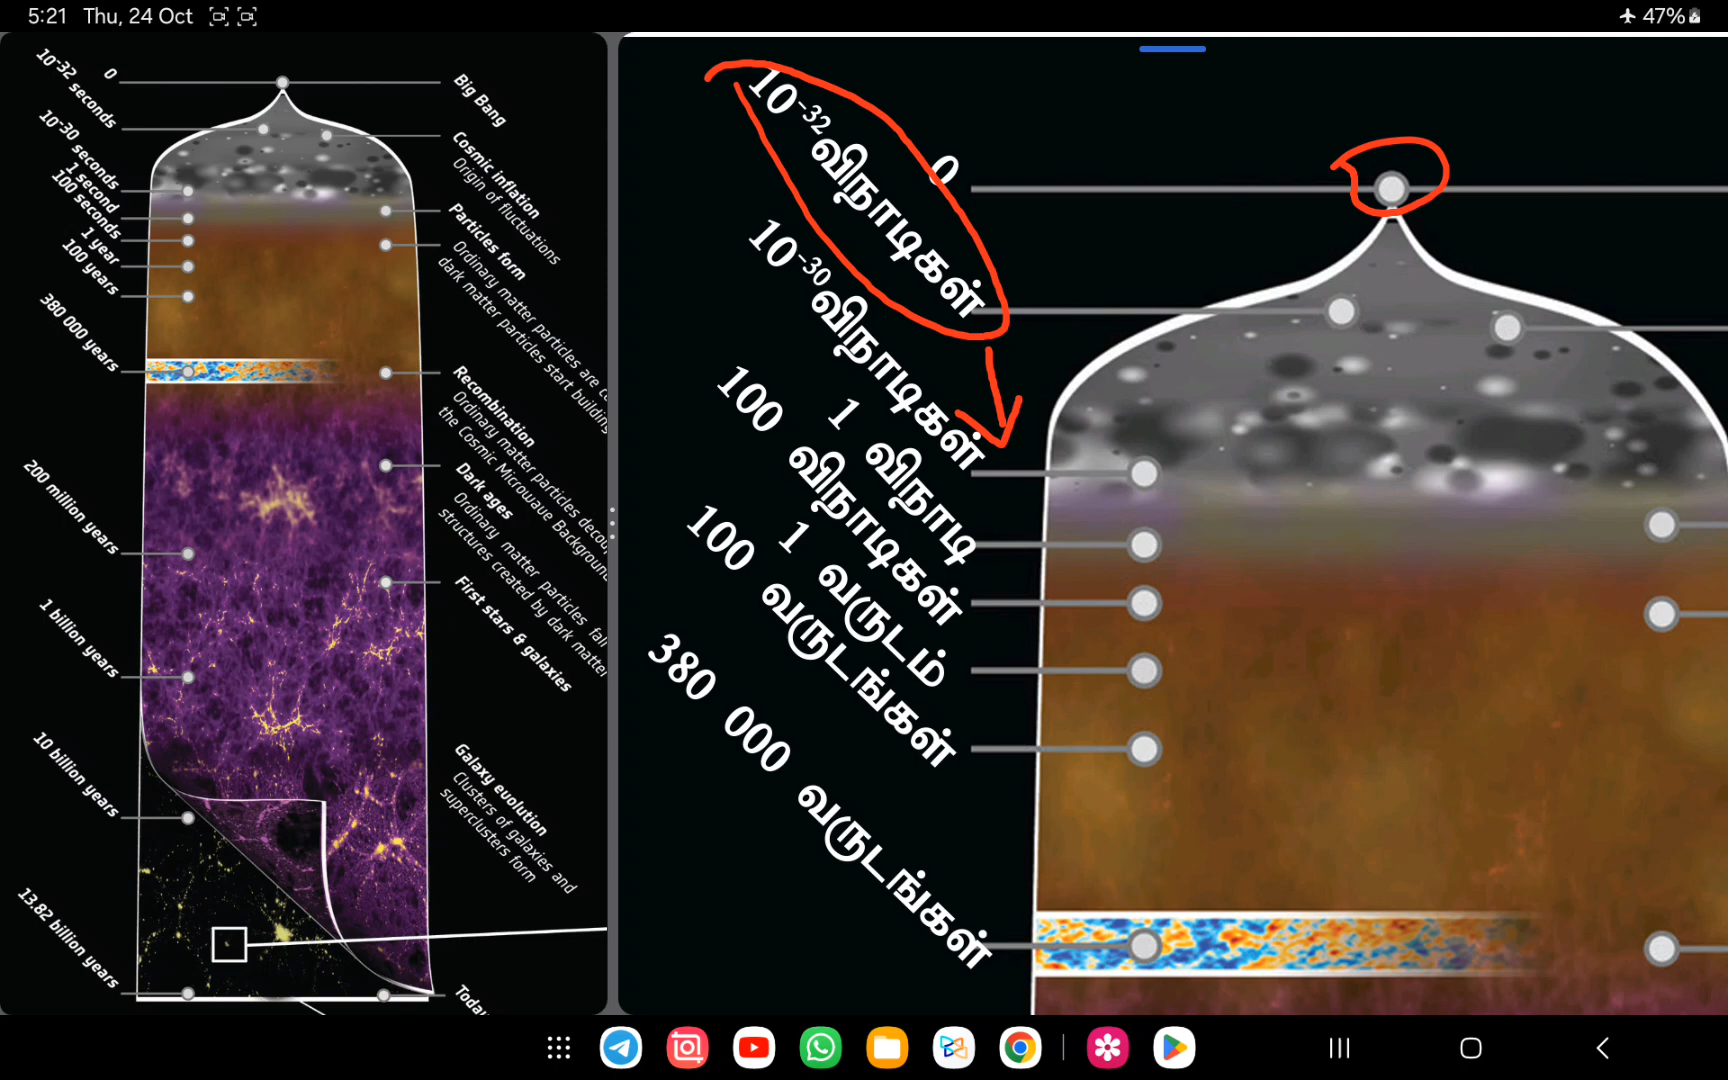 5:21 Thu, 24 Oct
47%
0
10-32 seconds
10-30 seconds
1 second
100 seconds
1 year
100 years
380 000 years
200 million years
1 billion years
10 billion years
13.82 billion years
Big Bang
Cosmic inflation
Origin of fluctuations
Particles form
Ordinary matter particles are
dark matter particles start building
Recombination
Ordinary matter particles
the Cosmic Microwave Background
Dark ages
Ordinary matter particles
structures created by dark matter
First stars & galaxies
Galaxy evolution
Clusters of galaxies and
superclusters form
Today
0
10-32விநாடிகள்
10-30விநாடிகள்
1 விநாடி
100 விநாடிகள்
1 வருடம்
100 வருடங்கள்
380 000 வருடங்கள்